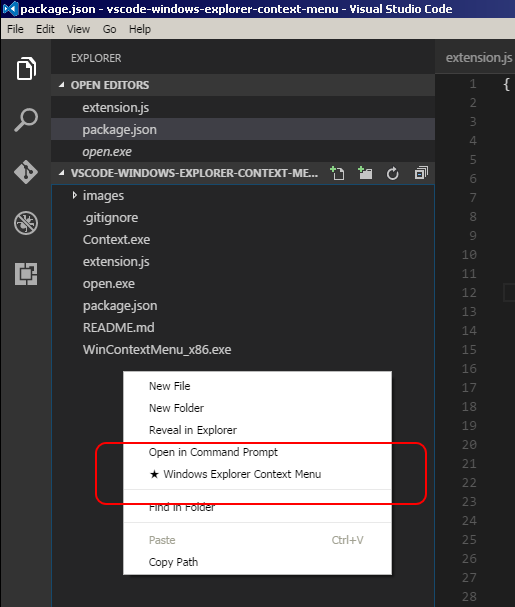 package.json - vscode-windows-explorer-context-menu - Visual Studio Code
File Edit View Go Help
EXPLORER
extension.js
OPEN EDITORS
extension.js
package.json
open.exe
VSCODE-WINDOWS-EXPLORER-CONTEXT-ME...
images
.gitignore
Context.exe
extension.js
open.exe
package.json
README.md
WinContextMenu_x86.exe
New File
New Folder
Reveal in Explorer
Open in Command Prompt
★ Windows Explorer Context Menu
Find in Folder
Paste Ctrl+V
Copy Path
1 {
2
3
4
5
6
7
8
9
10
11
12
13
14
15
16
17
18
19
20
21
22
23
24
25
26
27
28